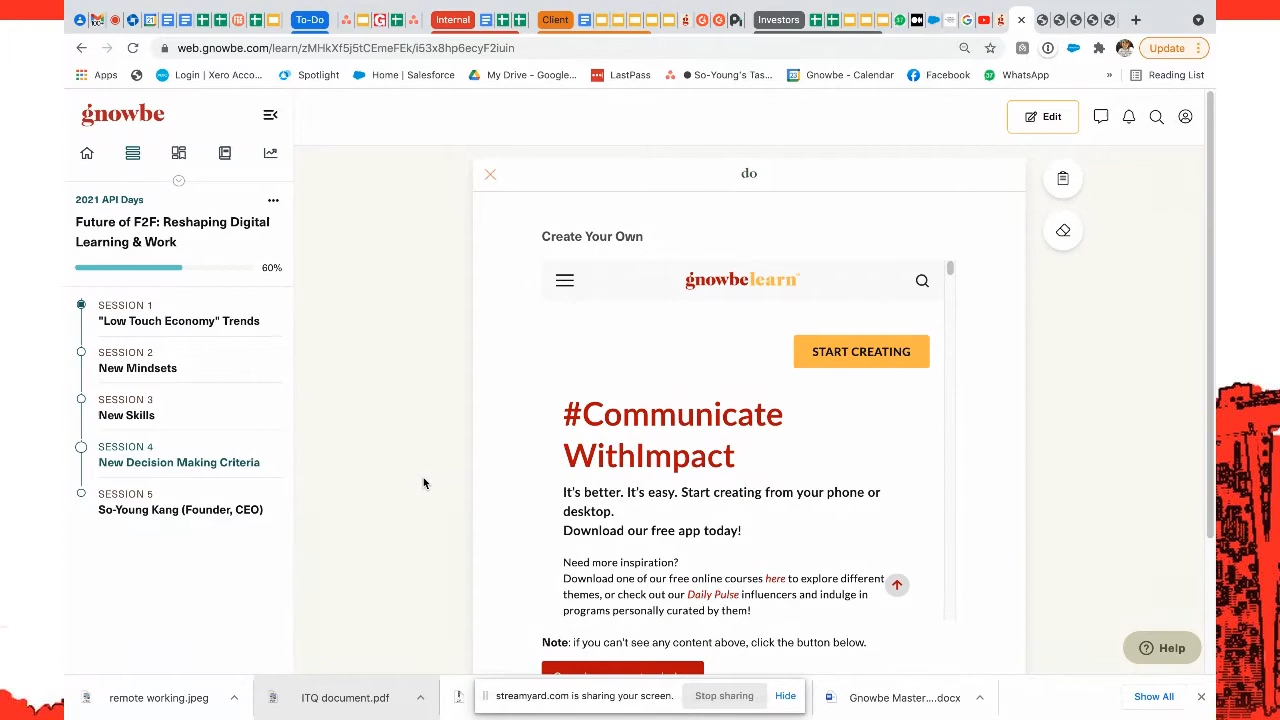 To-Do
Internal
Client
Investors
web.gnowbe.com/learn/zMHkXf5j5tCEmeFEk/i53x8hp6ecyF2iuin
Update
Apps
Login | Xero Acco...
Spotlight
Home | Salesforce
My Drive – Google...
LastPass
So-Young's Tas...
Gnowbe - Calendar
Facebook
WhatsApp
»
Reading List
gnowbe
Edit
2021 API Days
Future of F2F: Reshaping Digital
Learning & Work
60%
SESSION 1
"Low Touch Economy" Trends
SESSION 2
New Mindsets
SESSION 3
New Skills
SESSION 4
New Decision Making Criteria
SESSION 5
So-Young Kang (Founder, CEO)
do
Create Your Own
gnowbelearn™
START CREATING
#Communicate
WithImpact
It's better. It's easy. Start creating from your phone or
desktop.
Download our free app today!
Need more inspiration?
Download one of our free online courses here to explore different
themes, or check out our Daily Pulse influencers and indulge in
programs personally curated by them!
Note: if you can't see any content above, click the button below.
Help
remote working.jpeg
ITQ document.pdf
streamyard.com is sharing your screen.
Stop sharing
Hide
Gnowbe Master....doc
Show All